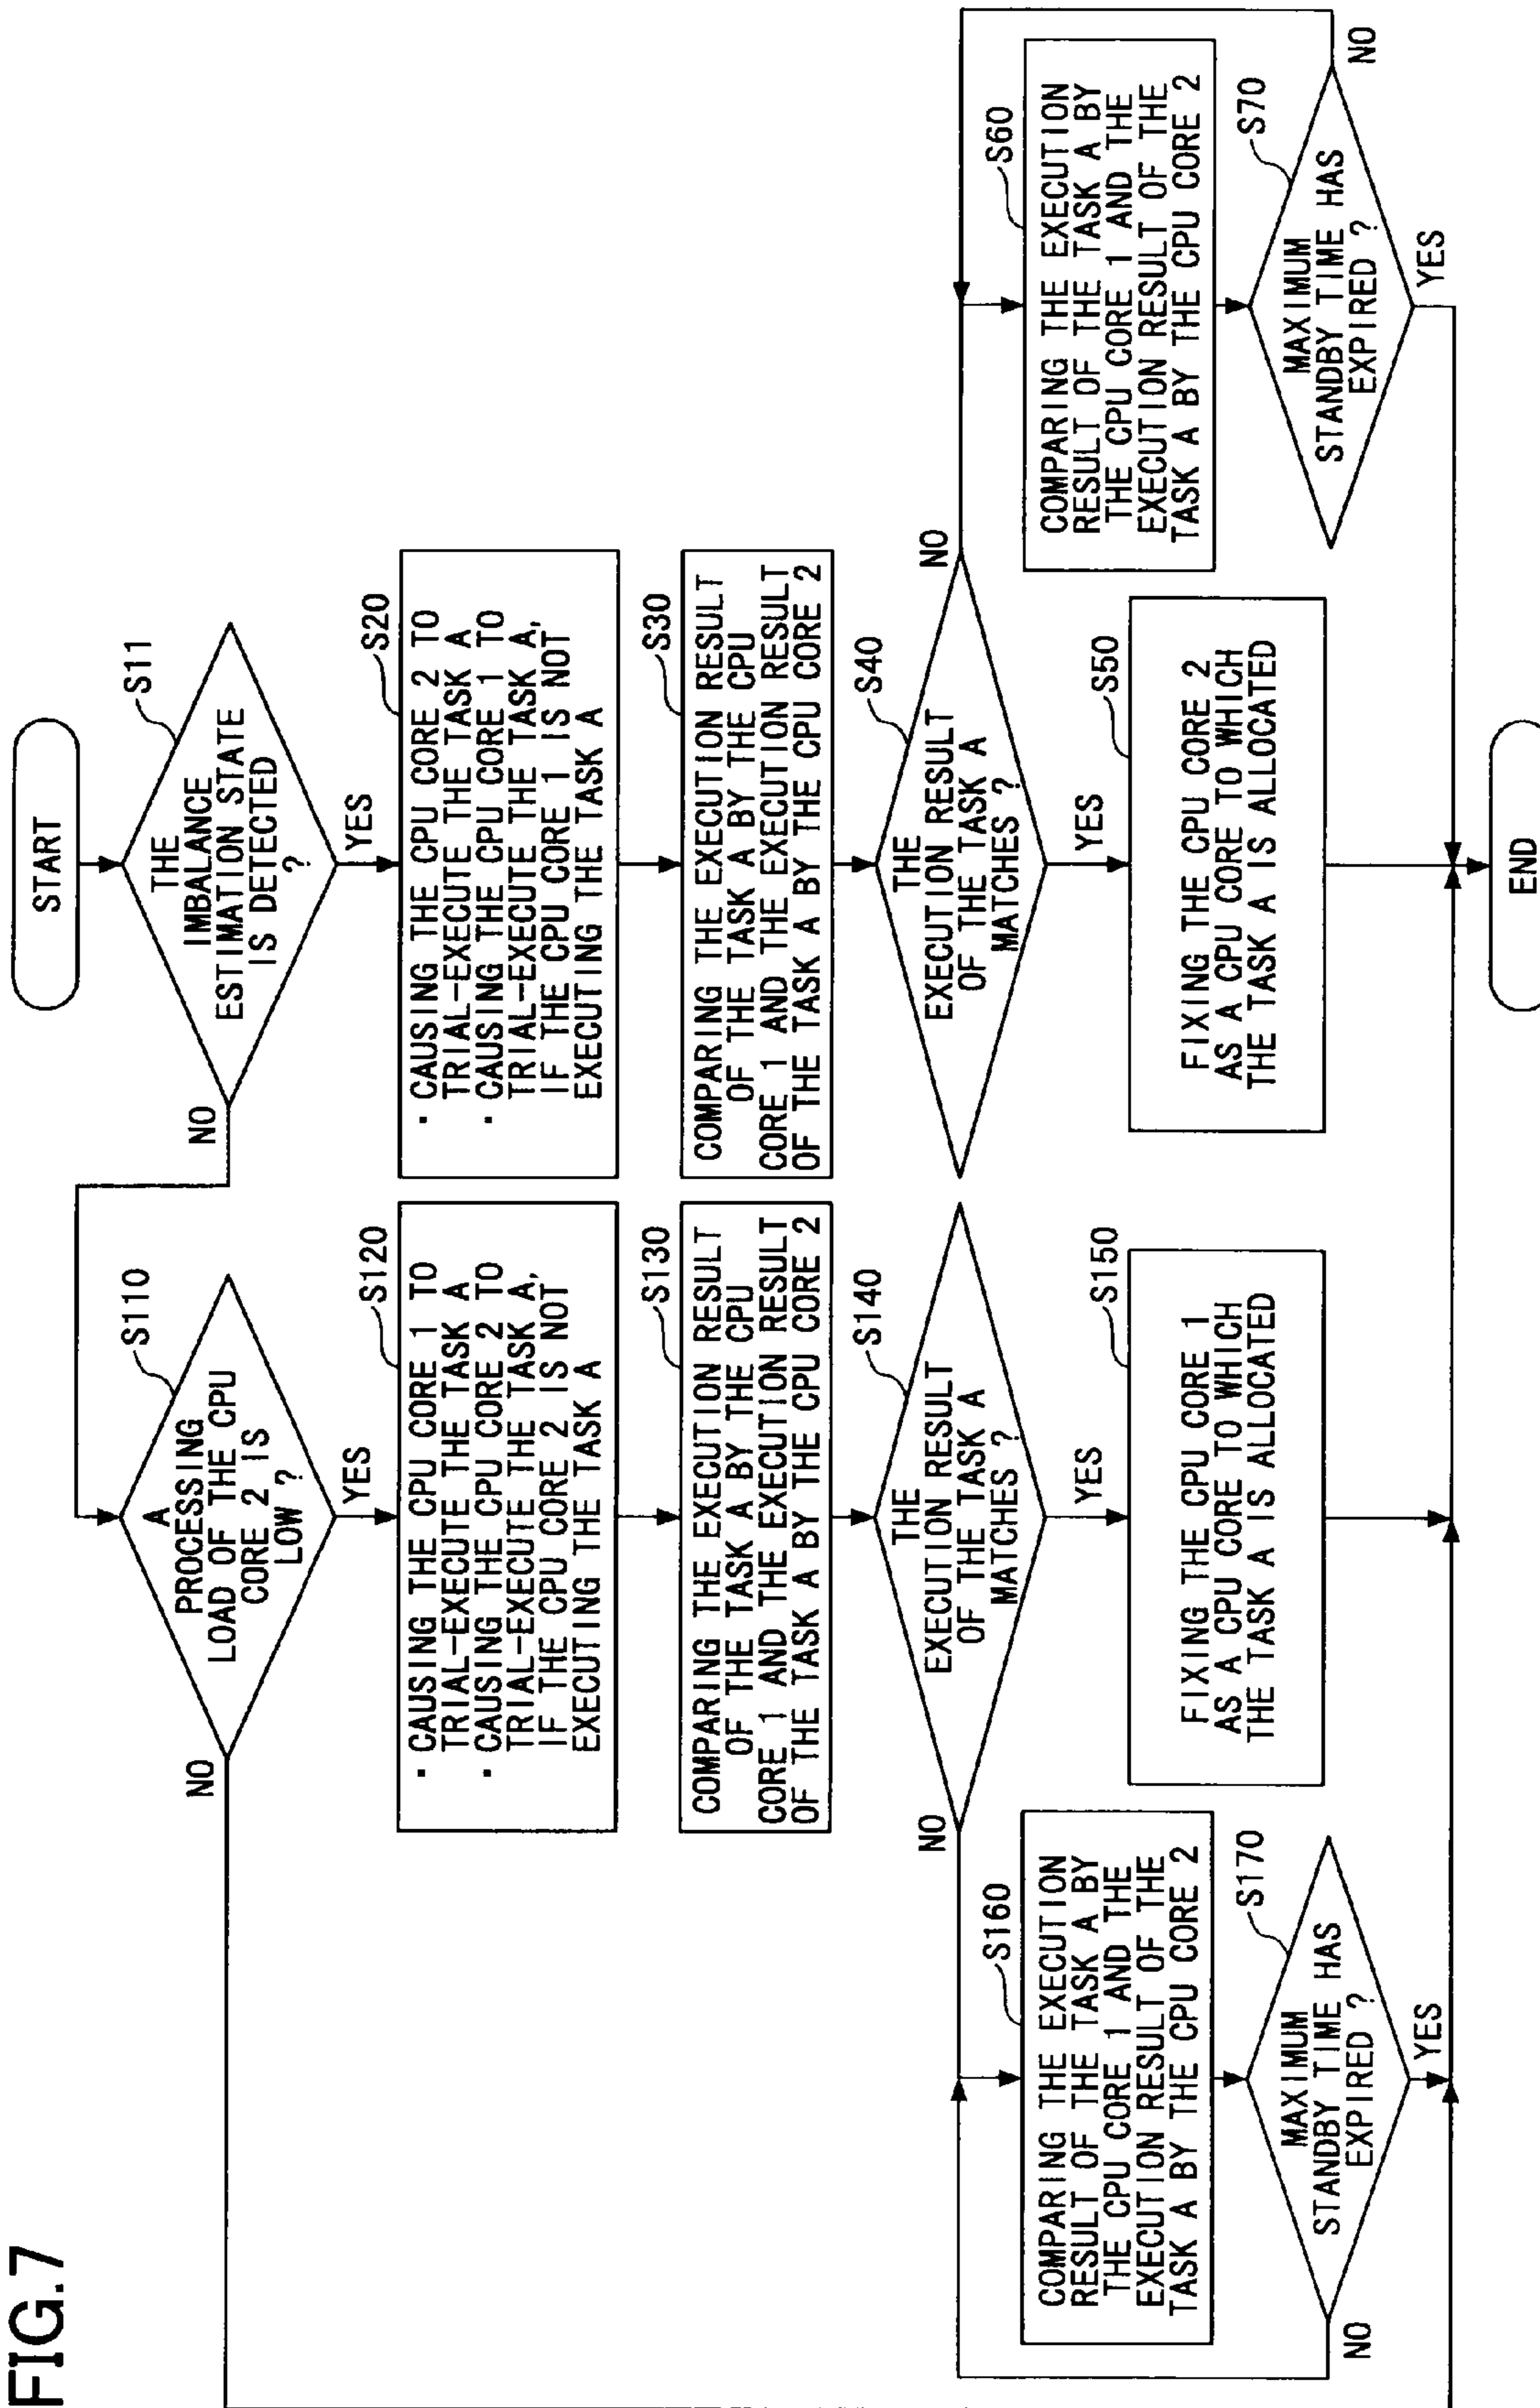 FIG.7
START
THE
IMBALANCE
ESTIMATION STATE
IS DETECTED
?
S11
NO
YES
· CAUSING THE CPU CORE 2 TO
TRIAL-EXECUTE THE TASK A
· CAUSING THE CPU CORE 1 TO
TRIAL-EXECUTE THE TASK A,
IF THE CPU CORE 1 IS NOT
EXECUTING THE TASK A
S20
COMPARING THE EXECUTION RESULT
OF THE TASK A BY THE CPU
CORE 1 AND THE EXECUTION RESULT
OF THE TASK A BY THE CPU CORE 2
S30
THE
EXECUTION RESULT
OF THE TASK A
MATCHES ?
S40
NO
YES
FIXING THE CPU CORE 2
AS A CPU CORE TO WHICH
THE TASK A IS ALLOCATED
S50
COMPARING THE EXECUTION
RESULT OF THE TASK A BY
THE CPU CORE 1 AND THE
EXECUTION RESULT OF THE
TASK A BY THE CPU CORE 2
S60
MAXIMUM
STANDBY TIME HAS
EXPIRED ?
S70
NO
YES
A
PROCESSING
LOAD OF THE CPU
CORE 2 IS
LOW ?
S110
NO
YES
· CAUSING THE CPU CORE 1 TO
TRIAL-EXECUTE THE TASK A
· CAUSING THE CPU CORE 2 TO
TRIAL-EXECUTE THE TASK A,
IF THE CPU CORE 2 IS NOT
EXECUTING THE TASK A
S120
COMPARING THE EXECUTION RESULT
OF THE TASK A BY THE CPU
CORE 1 AND THE EXECUTION RESULT
OF THE TASK A BY THE CPU CORE 2
S130
THE
EXECUTION RESULT
OF THE TASK A
MATCHES ?
S140
NO
YES
FIXING THE CPU CORE 1
AS A CPU CORE TO WHICH
THE TASK A IS ALLOCATED
S150
COMPARING THE EXECUTION
RESULT OF THE TASK A BY
THE CPU CORE 1 AND THE
EXECUTION RESULT OF THE
TASK A BY THE CPU CORE 2
S160
MAXIMUM
STANDBY TIME HAS
EXPIRED ?
S170
NO
YES
END